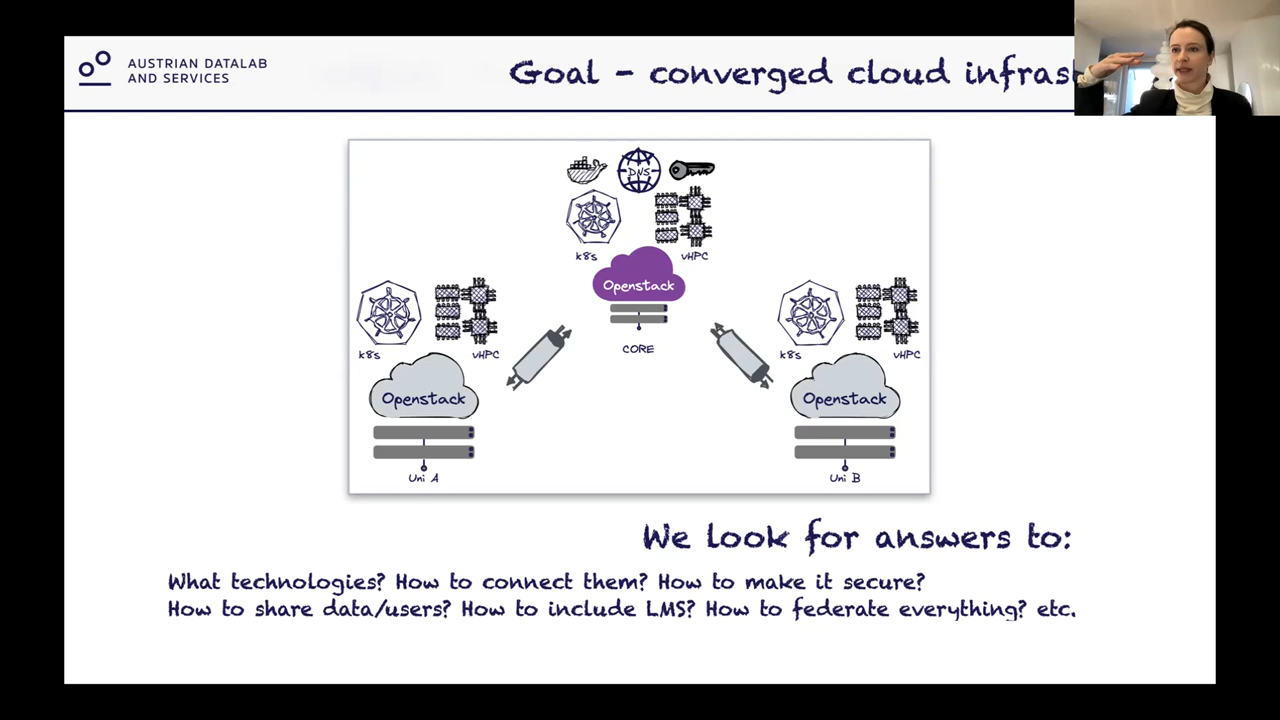 AUSTRIAN DATALAB
AND SERVICES
Goal - converged cloud infras
DNS
k8s
vHPC
Openstack
CORE
k8s
vHPC
Openstack
Uni A
k8s
vHPC
Openstack
Uni B
We look for answers to:
What technologies? How to connect them? How to make it secure?
How to share data/users? How to include LMS? How to federate everything? etc.